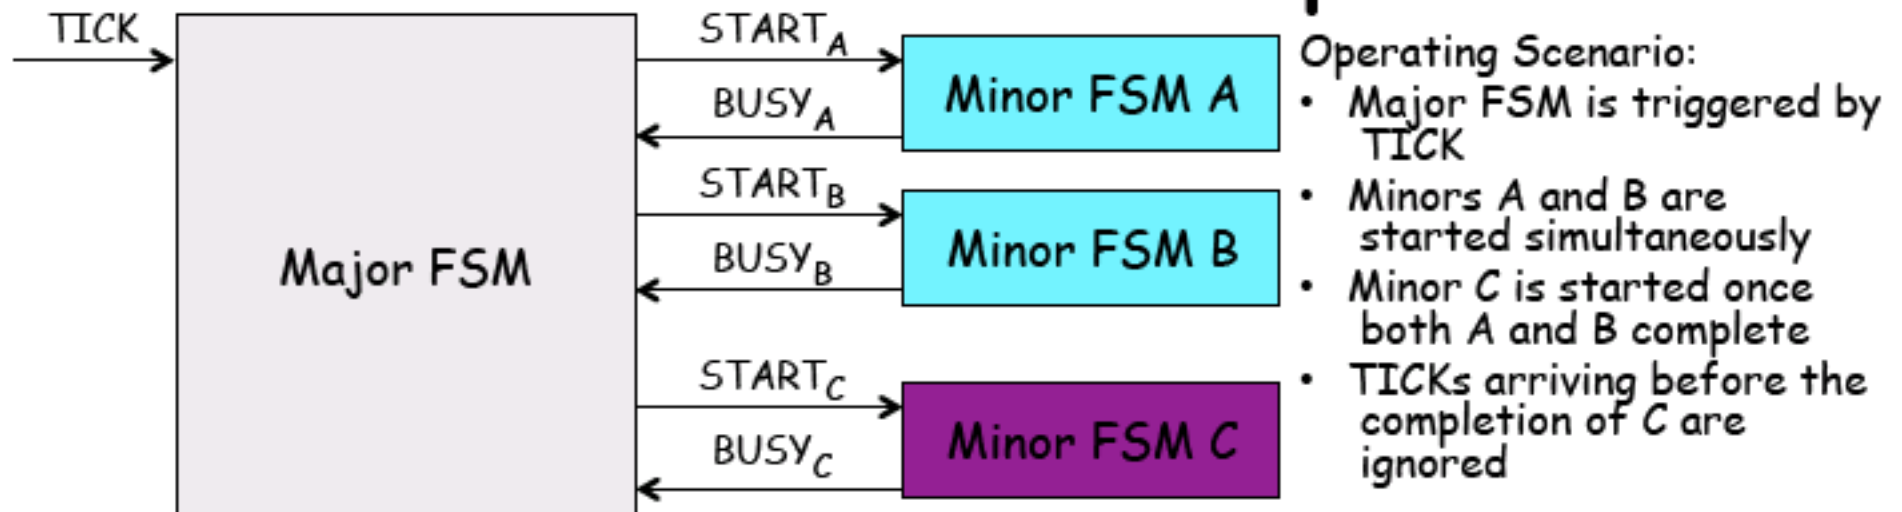 TICK
Major FSM
START_A
BUSY_A
Minor FSM A
START_B
BUSY_B
Minor FSM B
START_C
BUSY_C
Minor FSM C
Operating Scenario:
• Major FSM is triggered by
TICK
• Minors A and B are
started simultaneously
• Minor C is started once
both A and B complete
• TICKs arriving before the
completion of C are
ignored